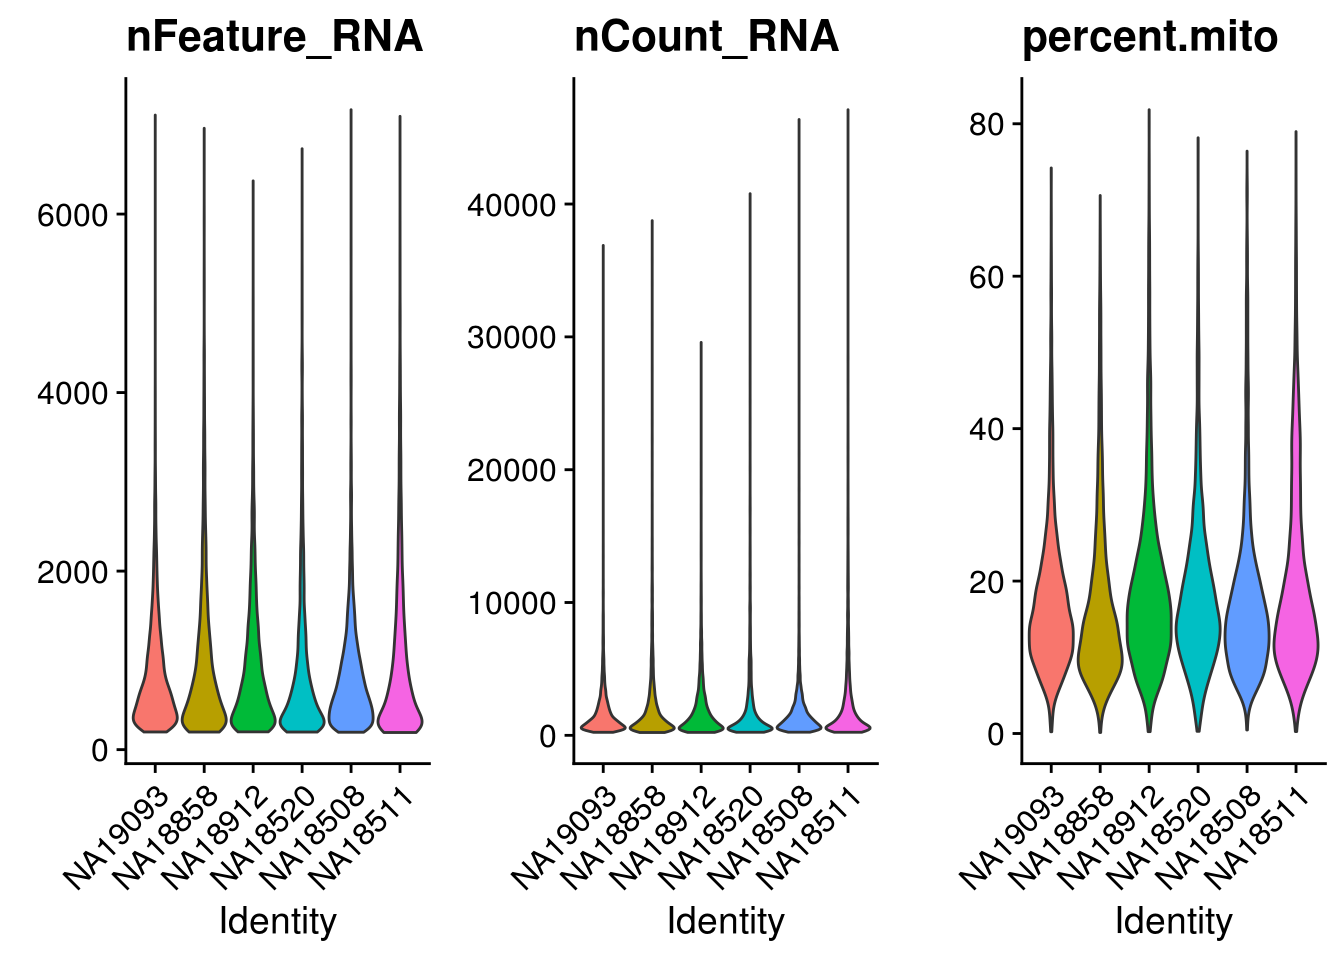 nFeature_RNA
6000
4000
2000
0
NA19093
NA18858
NA18912
NA18520
NA18508
NA18511
Identity
nCount_RNA
40000
30000
20000
10000
0
NA19093
NA18858
NA18912
NA18520
NA18508
NA18511
Identity
percent.mito
80
60
40
20
0
NA19093
NA18858
NA18912
NA18520
NA18508
NA18511
Identity